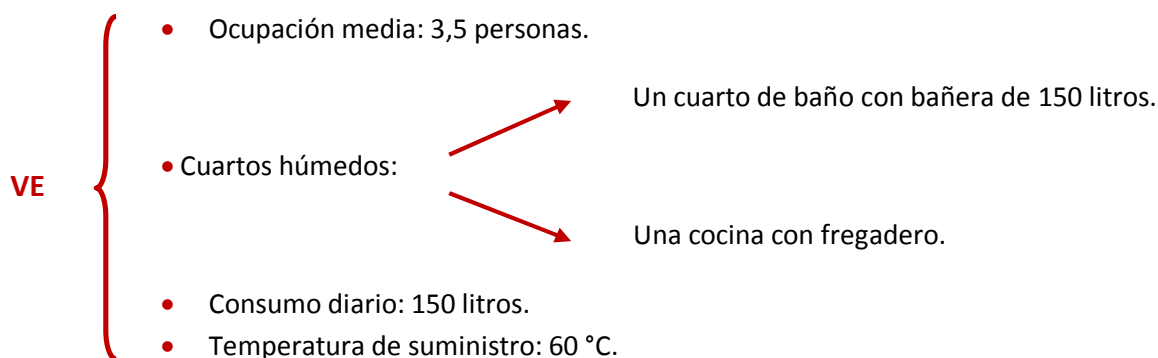 • Ocupación media: 3,5 personas.
Un cuarto de baño con bañera de 150 litros.
• Cuartos húmedos:
VE
Una cocina con fregadero.
• Consumo diario: 150 litros.
• Temperatura de suministro: 60 °C.